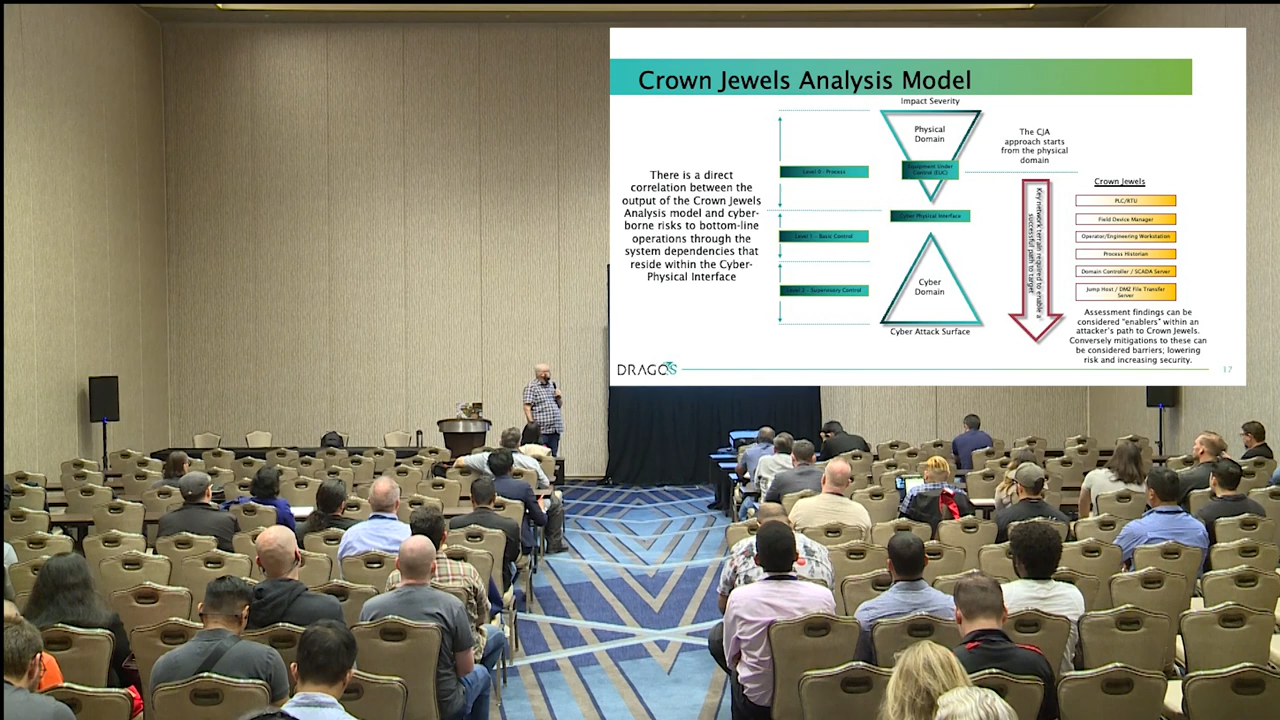 Crown Jewels Analysis Model
Impact Severity
Physical
Domain
Equipment Under
Control (EUC)
Level 0 - Process
Cyber Physical Interface
Level 1 - Basic Control
Level 2 - Supervisory Control
Cyber
Domain
Cyber Attack Surface
There is a direct
correlation between the
output of the Crown Jewels
Analysis model and cyber-
borne risks to bottom-line
operations through the
system dependencies that
reside within the Cyber-
Physical Interface
The CJA
approach starts
from the physical
domain
Key network terrain required to enable a
successful path to target
Crown Jewels
PLC/RTU
Field Device Manager
Operator/Engineering Workstation
Process Historian
Domain Controller / SCADA Server
Jump Host / DMZ File Transfer
Server
Assessment findings can be
considered "enablers" within an
attacker's path to Crown Jewels.
Conversely mitigations to these can
be considered barriers; lowering
risk and increasing security.
DRAGOS
17